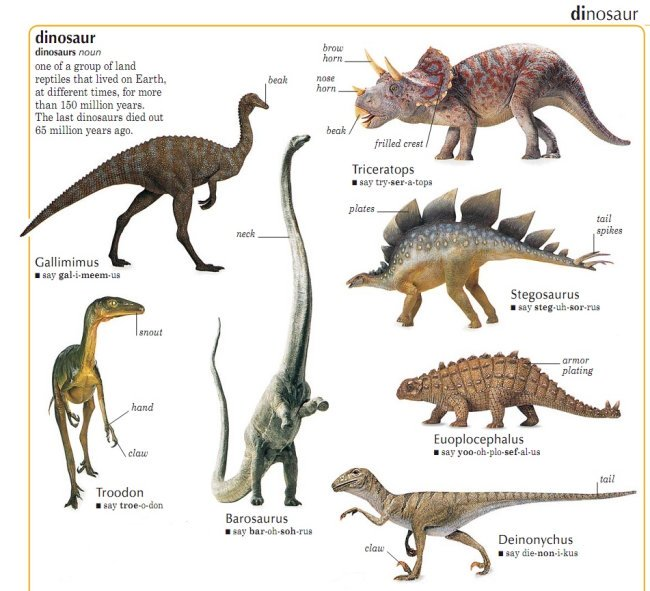 dinosaur
dinosaur
dinosaurs noun
one of a group of land
reptiles that lived on Earth,
at different times, for more
than 150 million years.
The last dinosaurs died out
65 million years ago.
beak
Gallimimus
■ say gal-i-meem-us
brow
horn
nose
horn
beak
frilled crest
Triceratops
■ say try-ser-a-tops
neck
plates
tail
spikes
Stegosaurus
■ say steg-uh-sor-rus
snout
hand
claw
Troodon
■ say troe-o-don
Barosaurus
■ say bar-oh-soh-rus
armor
plating
Euoplocephalus
■ say yoo-oh-plo-sef-al-us
tail
claw
Deinonychus
■ say die-non-i-kus